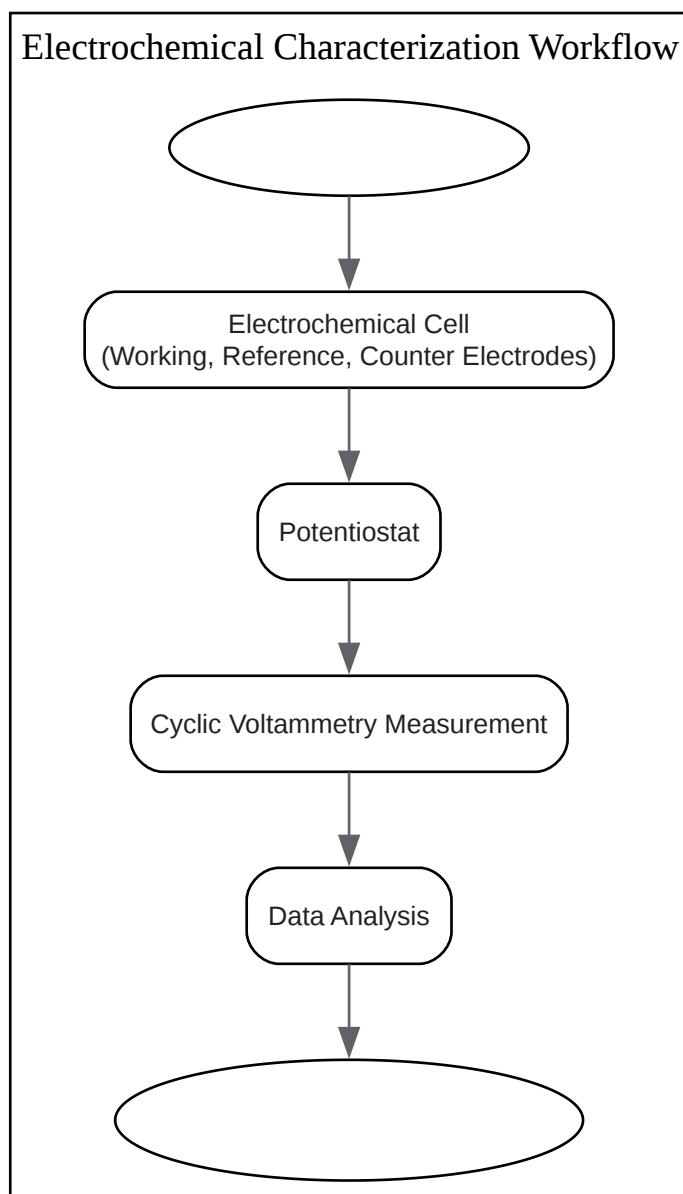 Electrochemical Characterization Workflow
Electrochemical Cell
(Working, Reference, Counter Electrodes)
Potentiostat
Cyclic Voltammetry Measurement
Data Analysis